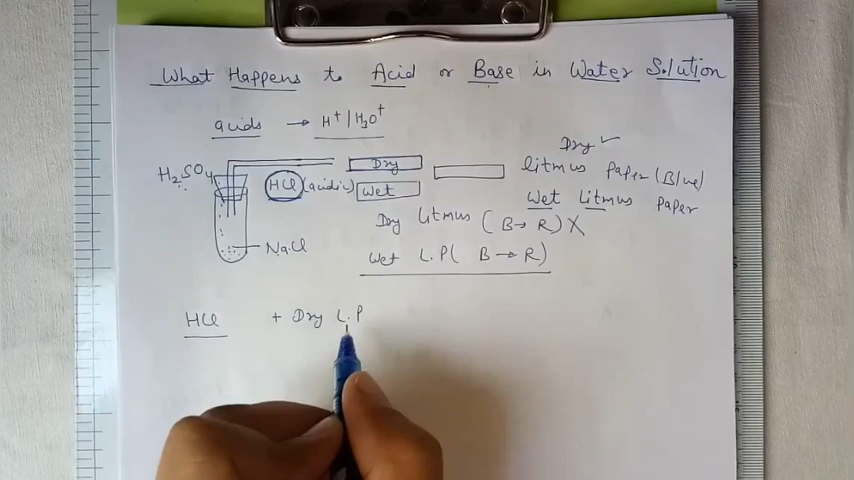 What Happens to Acid or Base in Water Solution
acids → H+ / H3O+
Dry ✓
H2SO4
HCl (acidic)
Dry
Wet
litmus Paper (Blue)
Wet Litmus Paper
Dry litmus (B→R) X
NaCl
Wet L.P( B→R)
HCl + Dry L.P